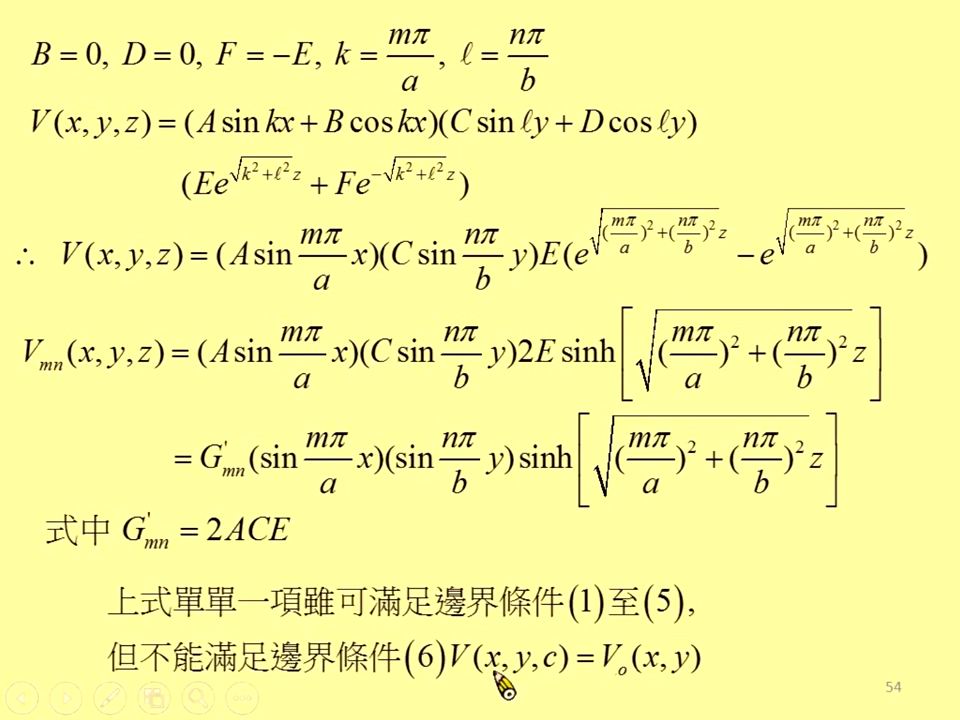 B = 0, D = 0, F = −E, k = mπ/a, ℓ = nπ/b
V(x, y, z) = (A sin kx + B cos kx)(C sin ℓy + D cos ℓy)
(Ee^{√(k²+ℓ²) z} + Fe^{−√(k²+ℓ²) z})
∴ V(x, y, z) = (A sin mπ/a x)(C sin nπ/b y)E(e^{√((mπ/a)²+(nπ/b)²) z} − e^{√((mπ/a)²+(nπ/b)²) z})
V_{mn}(x, y, z) = (A sin mπ/a x)(C sin nπ/b y)2E sinh[√((mπ/a)² + (nπ/b)²) z]
= G'_{mn}(sin mπ/a x)(sin nπ/b y) sinh[√((mπ/a)² + (nπ/b)²) z]
式中 G'_{mn} = 2ACE
上式單單一項雖可滿足邊界條件(1)至(5),
但不能滿足邊界條件(6)V(x, y, c) = V_o(x, y)
54